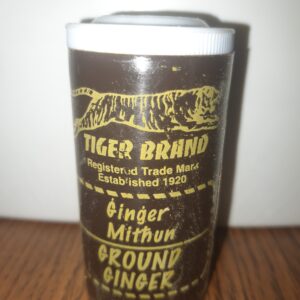 TIGER BRAND
Registered Trade Mark
Established 1920
Ginger
Mithun
GROUND
GINGER